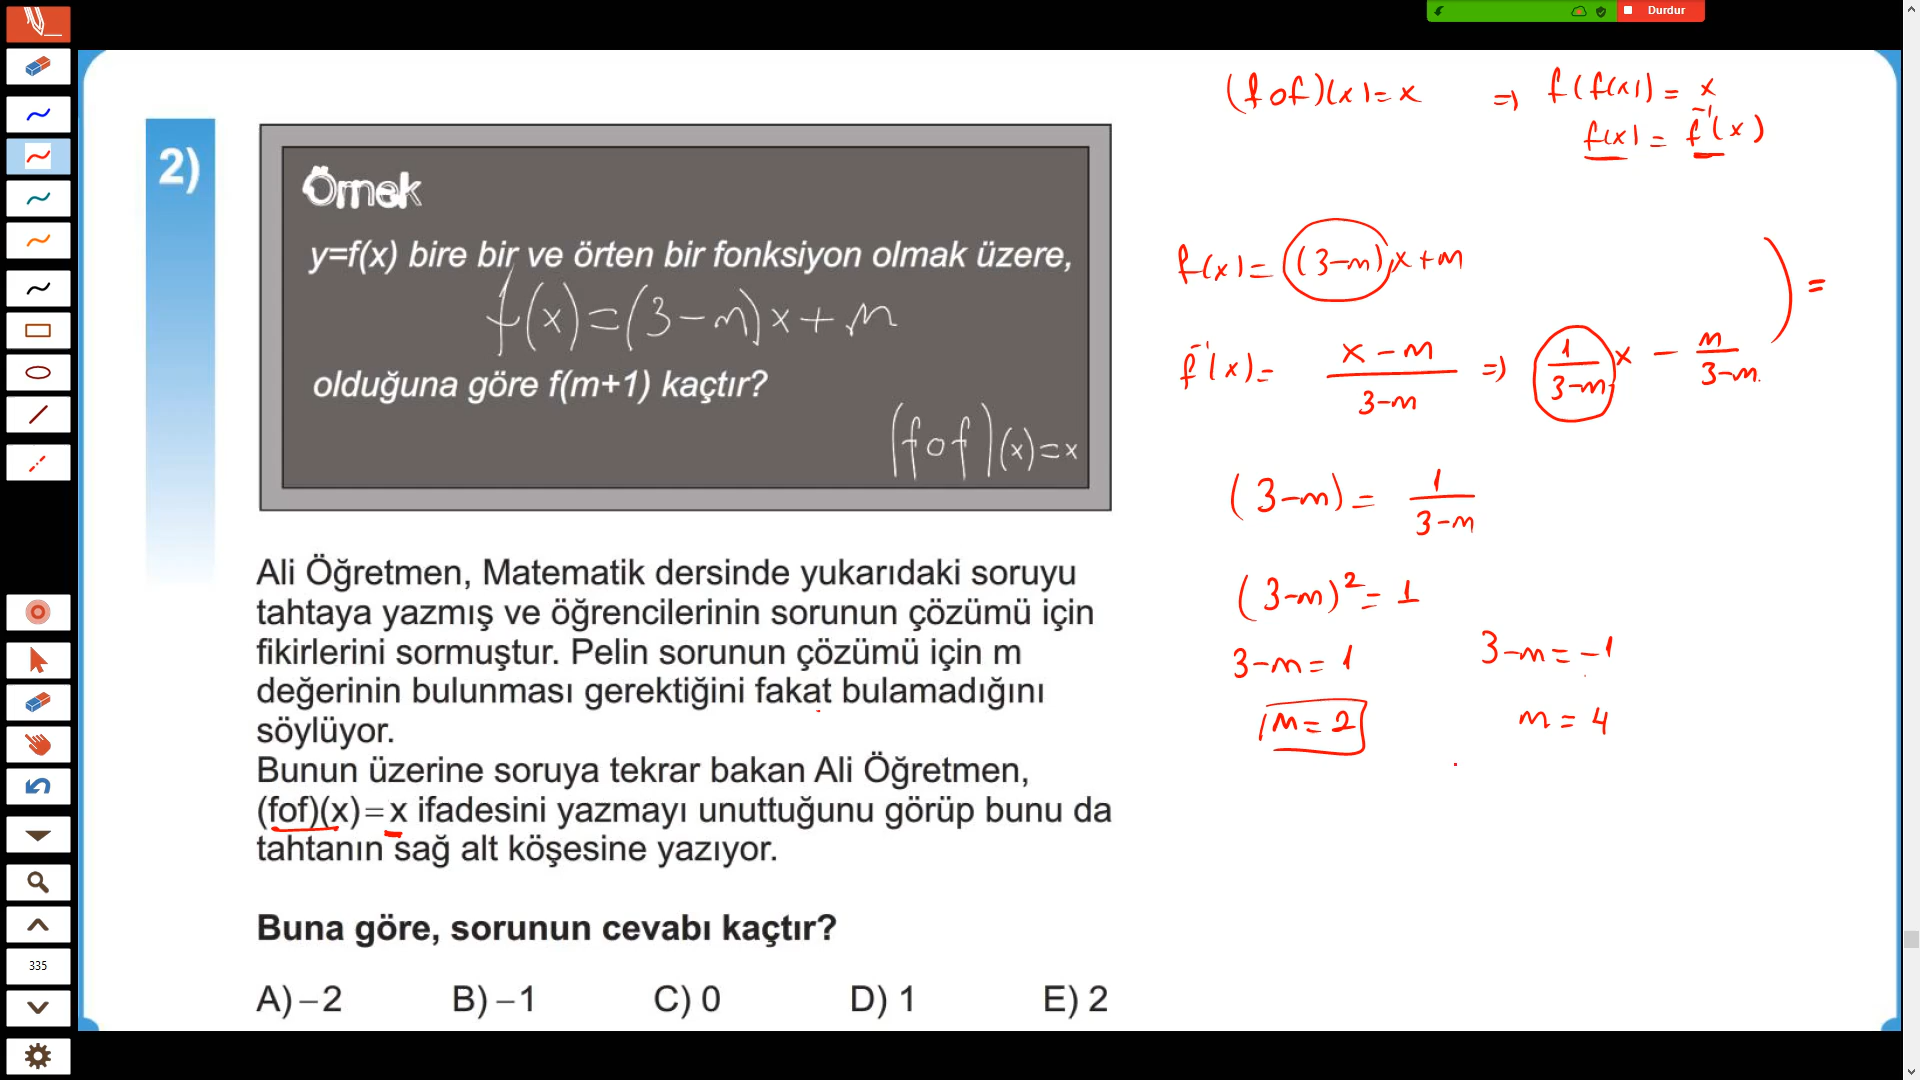 Durdur
2)
Örnek
y=f(x) bire bir ve örten bir fonksiyon olmak üzere,
f(x)=(3-m)x+m
olduğuna göre f(m+1) kaçtır?
(fof)(x)=x
Ali Öğretmen, Matematik dersinde yukarıdaki soruyu
tahtaya yazmış ve öğrencilerinin sorunun çözümü için
fikirlerini sormuştur. Pelin sorunun çözümü için m
değerinin bulunması gerektiğini fakat bulamadığını
söylüyor.
Bunun üzerine soruya tekrar bakan Ali Öğretmen,
(fof)(x)=x ifadesini yazmayı unuttuğunu görüp bunu da
tahtanın sağ alt köşesine yazıyor.
Buna göre, sorunun cevabı kaçtır?
A) –2 B) –1 C) 0 D) 1 E) 2
(fof)(x)=x ⇒ f(f(x))=x
f(x) = f⁻¹(x)
f(x)=(3-m).x+m
) =
f⁻¹(x)= x-m / 3-m ⇒ 1 / 3-m x - m / 3-m
(3-m) = 1 / 3-m
(3-m)² = 1
3-m = 1 3-m = -1
m = 2 m = 4
335